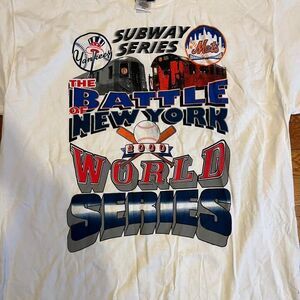 SUBWAY
SERIES
Yankees
Mets
THE
BATTLE
OF
NEW YORK
2000
WORLD
SERIES